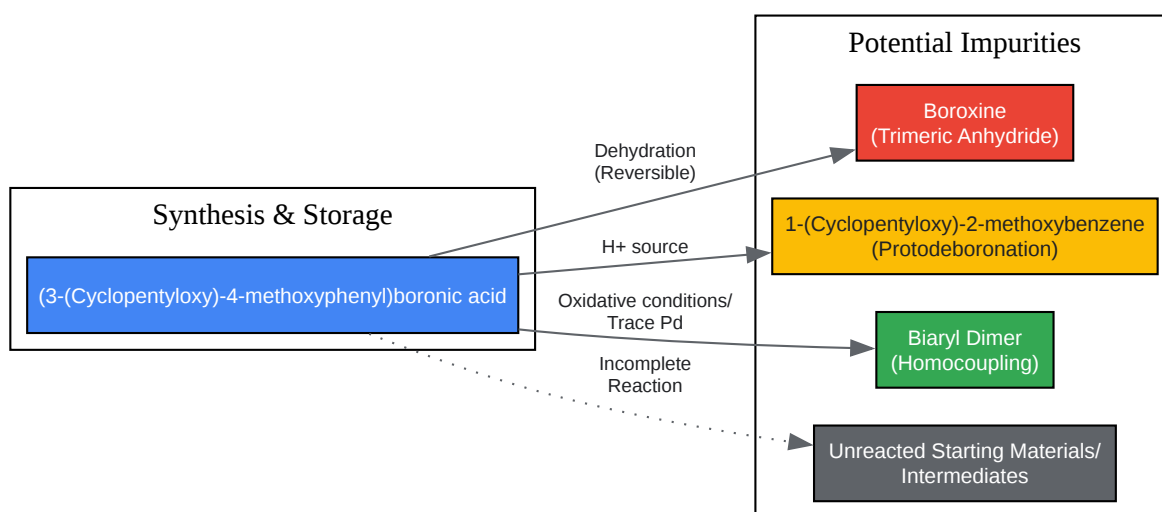 Synthesis & Storage
(3-(Cyclopentyloxy)-4-methoxyphenyl)boronic acid
Dehydration
(Reversible)
H+ source
Oxidative conditions/
Trace Pd
Incomplete
Reaction
Potential Impurities
Boroxine
(Trimeric Anhydride)
1-(Cyclopentyloxy)-2-methoxybenzene
(Protodeboronation)
Biaryl Dimer
(Homocoupling)
Unreacted Starting Materials/
Intermediates